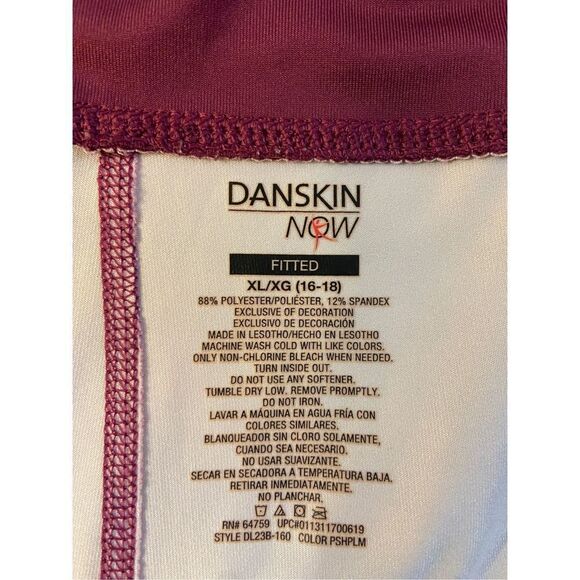 DANSKIN
NOW
FITTED
XL/XG (16-18)
88% POLYESTER/POLIÉSTER, 12% SPANDEX
EXCLUSIVE OF DECORATION
EXCLUSIVO DE DECORACIÓN
MADE IN LESOTHO/HECHO EN LESOTHO
MACHINE WASH COLD WITH LIKE COLORS.
ONLY NON-CHLORINE BLEACH WHEN NEEDED.
TURN INSIDE OUT.
DO NOT USE ANY SOFTENER.
TUMBLE DRY LOW. REMOVE PROMPTLY.
DO NOT IRON.
LAVAR A MÁQUINA EN AGUA FRÍA CON
COLORES SIMILARES.
BLANQUEADOR SIN CLORO SOLAMENTE,
CUANDO SEA NECESARIO.
NO USAR SUAVIZANTE.
SECAR EN SECADORA A TEMPERATURA BAJA.
RETIRAR INMEDIATAMENTE.
NO PLANCHAR.
RN# 64759 UPC#011311700619
STYLE DL23B-160 COLOR PSHPLM